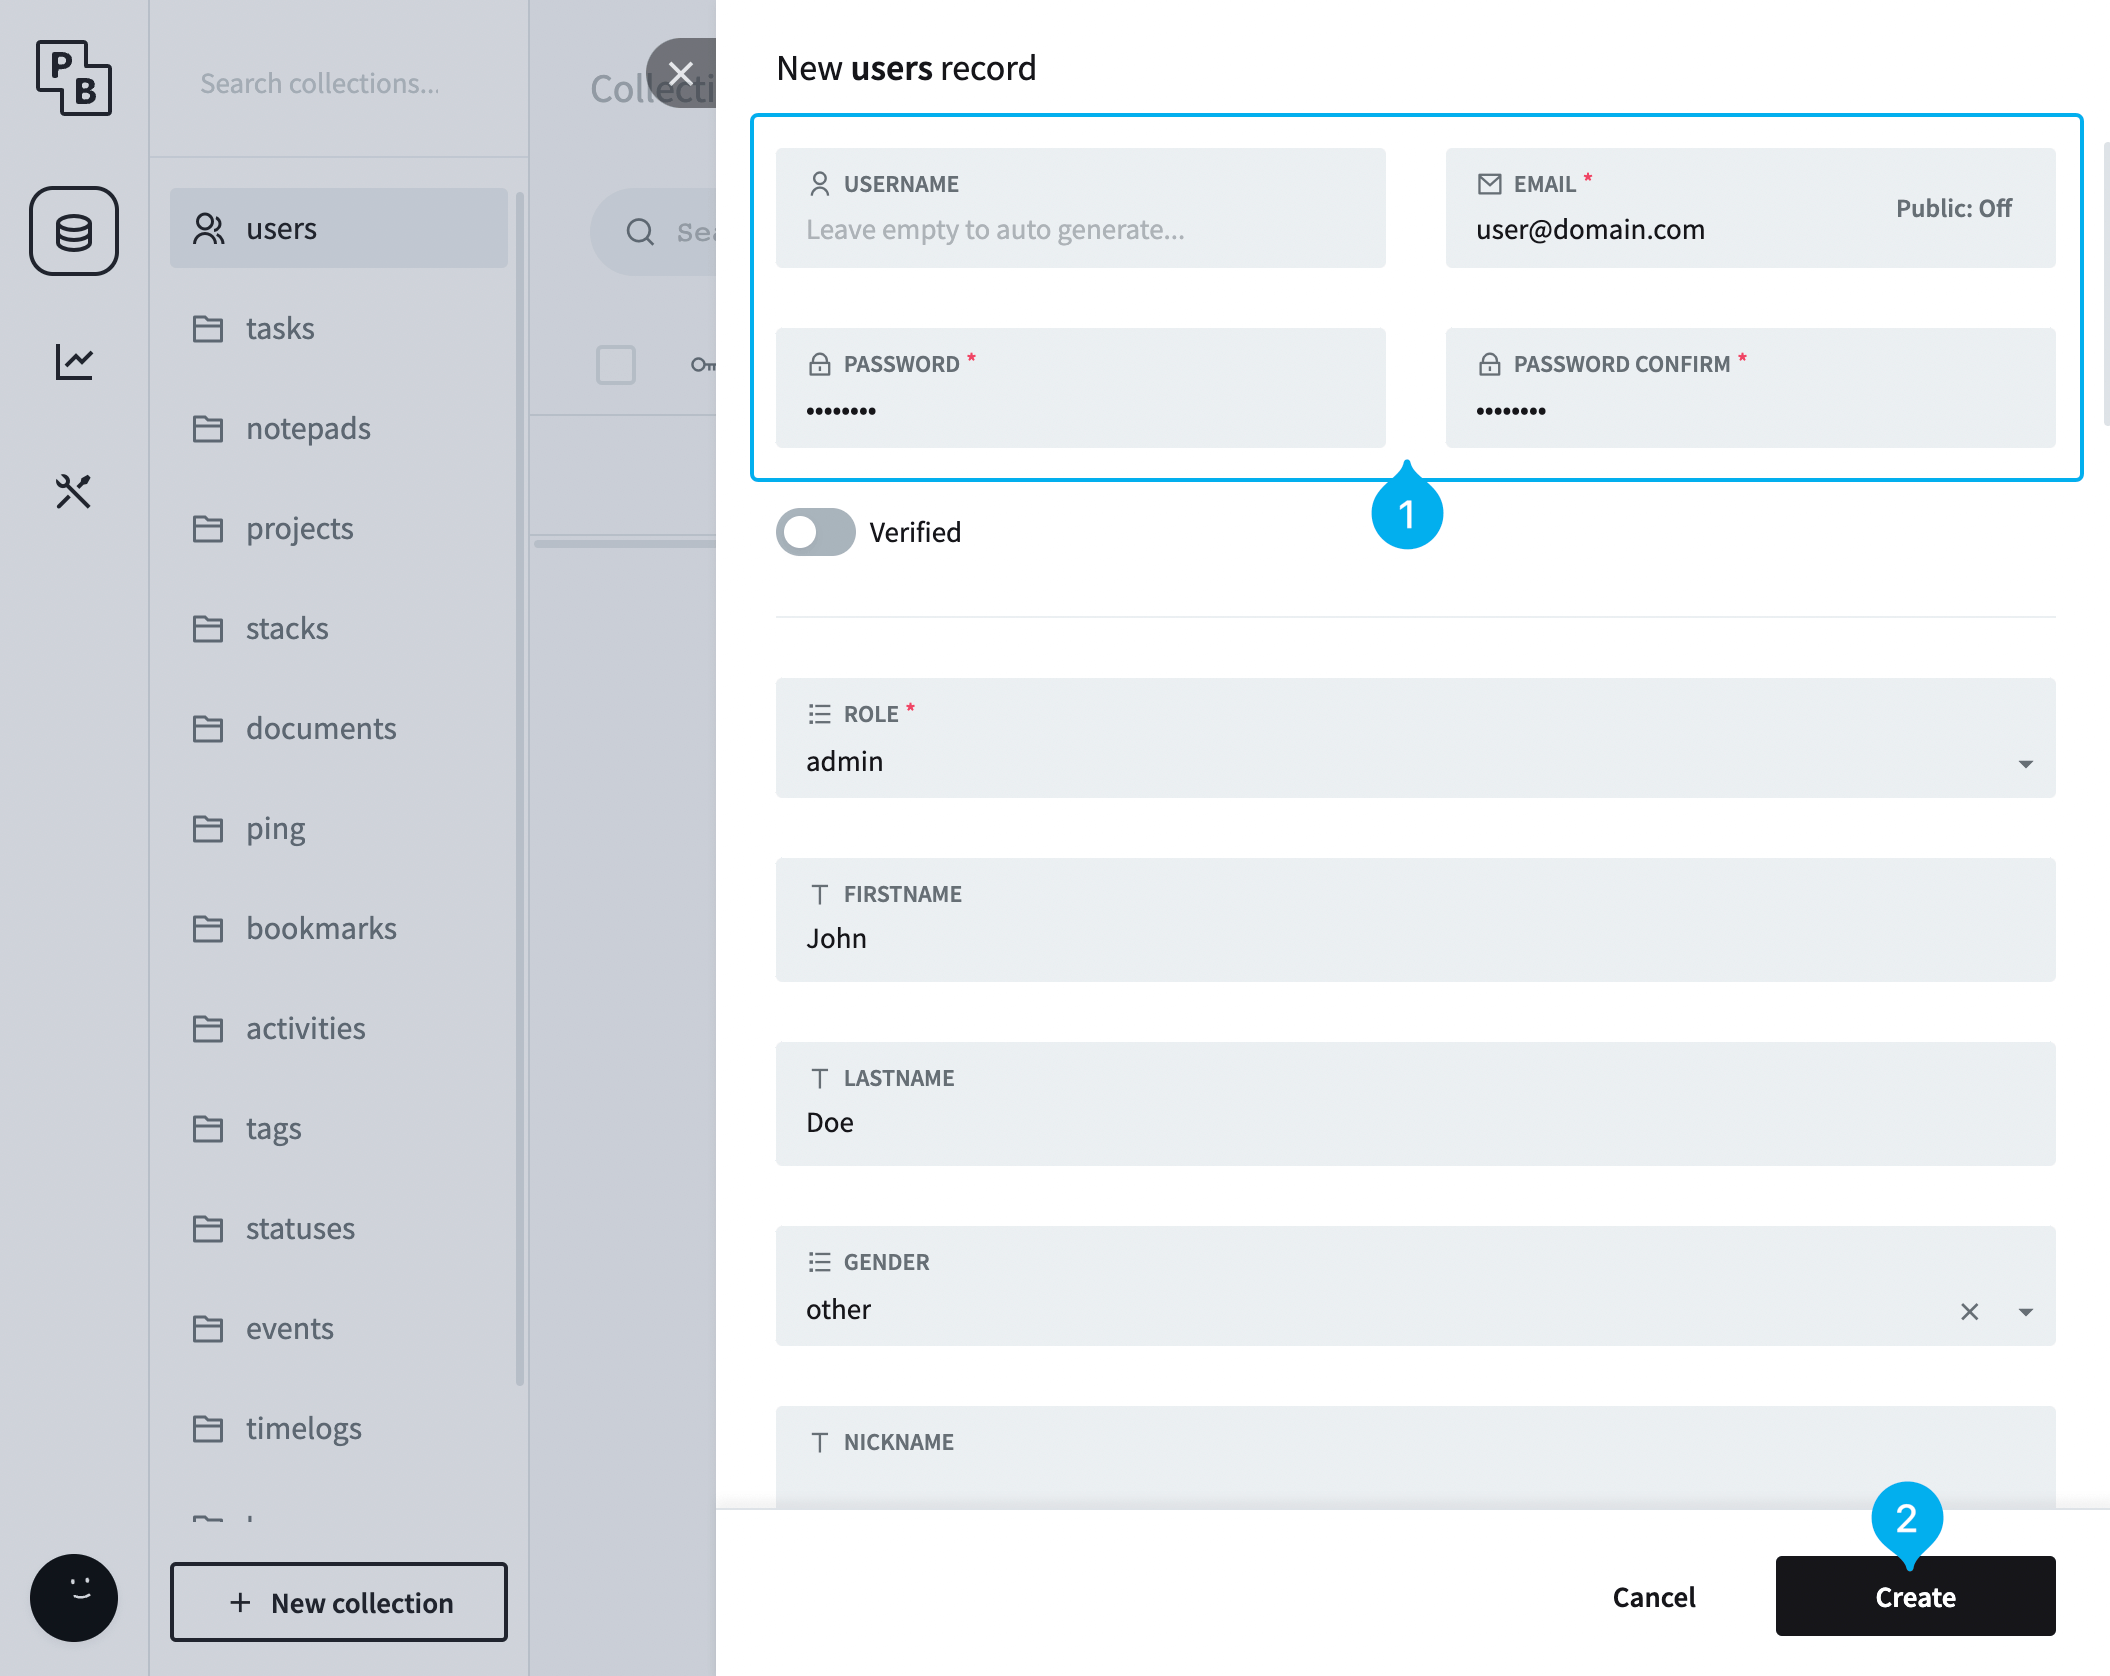 P
B
Search collections...
users
tasks
notepads
projects
stacks
documents
ping
bookmarks
activities
tags
statuses
events
timelogs
+ New collection
New users record
USERNAME
Leave empty to auto generate...
EMAIL *
user@domain.com
Public: Off
PASSWORD *
••••••••
PASSWORD CONFIRM *
••••••••
1
Verified
ROLE *
admin
FIRSTNAME
John
LASTNAME
Doe
GENDER
other
NICKNAME
2
Cancel
Create